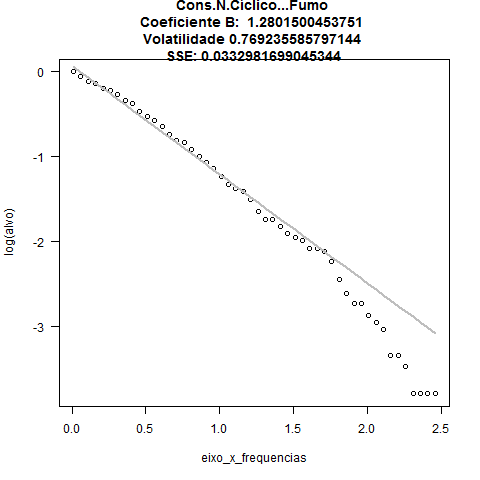 Cons.N.Ciclico...Fumo
Coeficiente B:  1.2801500453751
Volatilidade 0.769235585797144
SSE: 0.0332981699045344
0
-1
-2
-3
log(alvo)
0.0 0.5 1.0 1.5 2.0 2.5
eixo_x_frequencias